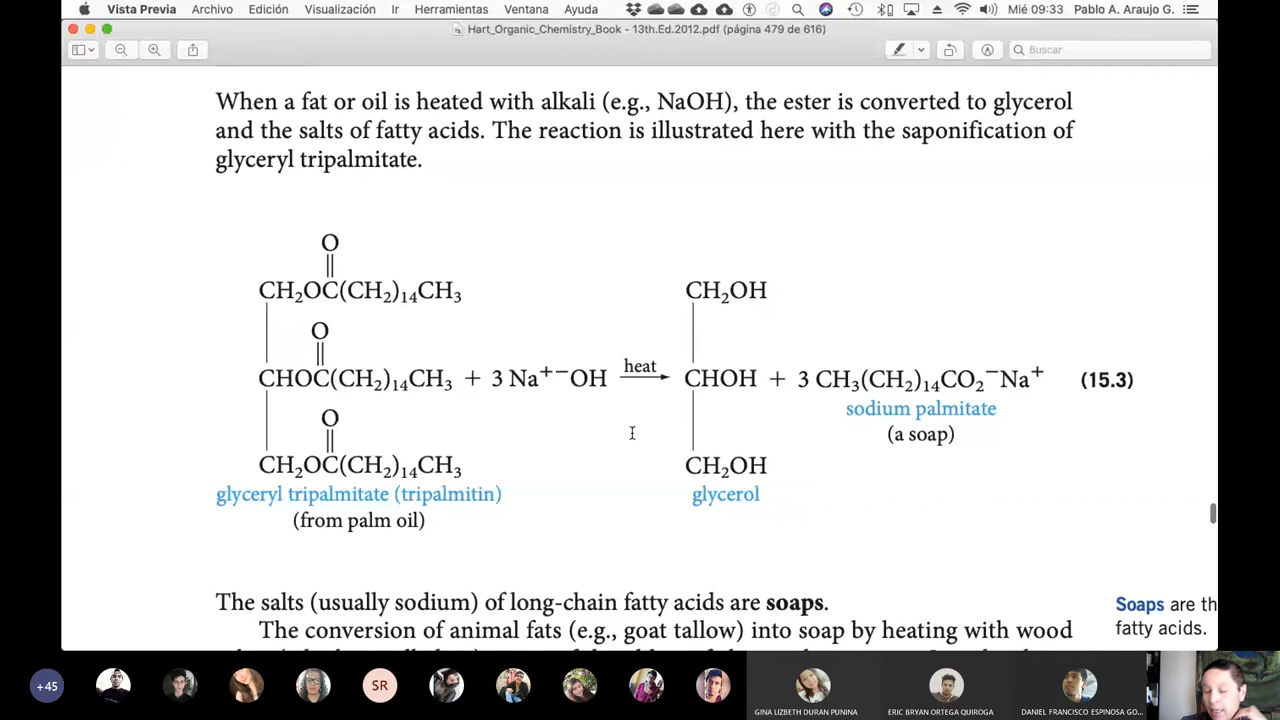 Vista Previa Archivo Edición Visualización Ir Herramientas Ventana Ayuda Mié 09:33 Pablo A. Araujo G.
Hart_Organic_Chemistry_Book - 13th.Ed.2012.pdf (página 479 de 616)
Buscar
When a fat or oil is heated with alkali (e.g., NaOH), the ester is converted to glycerol
and the salts of fatty acids. The reaction is illustrated here with the saponification of
glyceryl tripalmitate.
O
CH₂OC(CH₂)₁₄CH₃ CH₂OH
O
CHOC(CH₂)₁₄CH₃ + 3 Na⁺⁻OH heat CHOH + 3 CH₃(CH₂)₁₄CO₂⁻Na⁺ (15.3)
sodium palmitate
O (a soap)
CH₂OC(CH₂)₁₄CH₃ CH₂OH
glyceryl tripalmitate (tripalmitin) glycerol
(from palm oil)
The salts (usually sodium) of long-chain fatty acids are soaps.
Soaps are th
The conversion of animal fats (e.g., goat tallow) into soap by heating with wood
fatty acids.
+45 SR
GINA LIZBETH DURAN PUNINA ERIC BRYAN ORTEGA QUIROGA DANIEL FRANCISCO ESPINOSA GO...